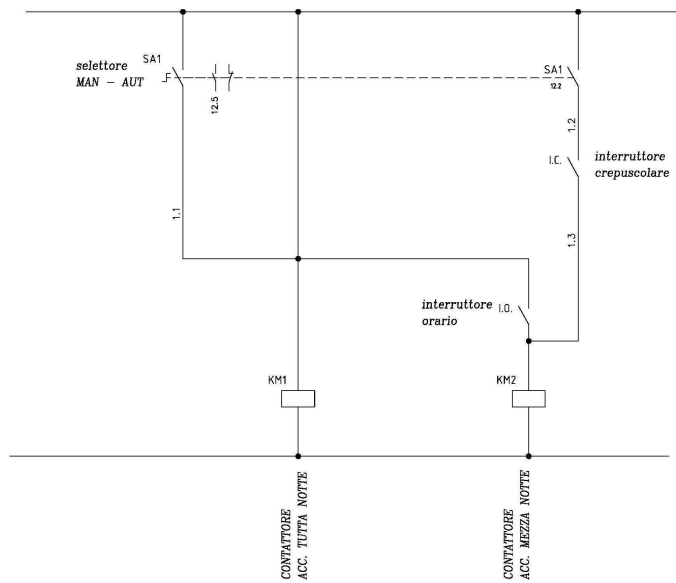 SA1
selettore
MAN - AUT
12.5
SA1
12.2
1.2
I.C.
interruttore
crepuscolare
1.1
1.3
interruttore
orario
I.O.
KM1
KM2
CONTATTORE
ACC. TUTTA NOTTE
CONTATTORE
ACC. MEZZA NOTTE